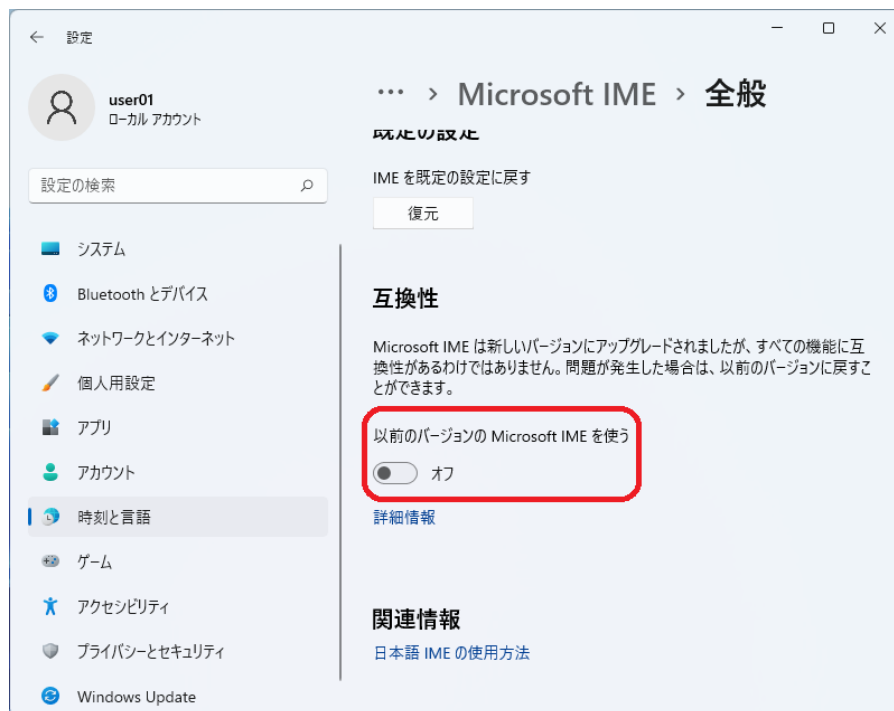 設定
user01
ローカル アカウント
設定の検索
システム
Bluetooth とデバイス
ネットワークとインターネット
個人用設定
アプリ
アカウント
時刻と言語
ゲーム
アクセシビリティ
プライバシーとセキュリティ
Windows Update
… › Microsoft IME › 全般
既定の設定
IME を既定の設定に戻す
復元
互換性
Microsoft IME は新しいバージョンにアップグレードされましたが、すべての機能に互
換性があるわけではありません。問題が発生した場合は、以前のバージョンに戻すこ
とができます。
以前のバージョンの Microsoft IME を使う
オフ
詳細情報
関連情報
日本語 IME の使用方法